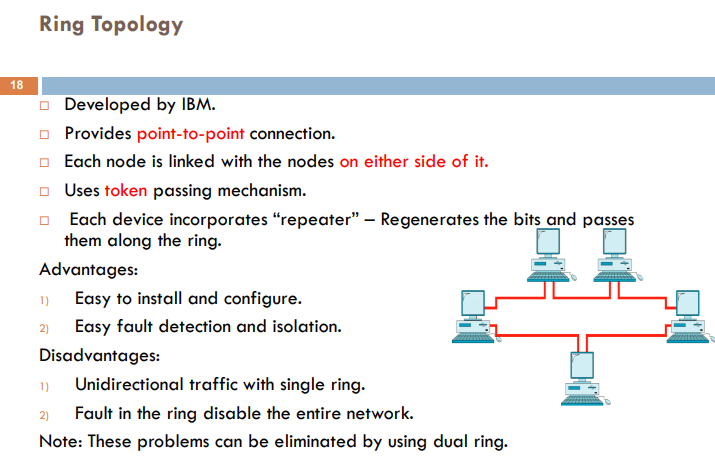 Ring Topology
18
□ Developed by IBM.
□ Provides point-to-point connection.
□ Each node is linked with the nodes on either side of it.
□ Uses token passing mechanism.
□ Each device incorporates “repeater” – Regenerates the bits and passes
them along the ring.
Advantages:
1) Easy to install and configure.
2) Easy fault detection and isolation.
Disadvantages:
1) Unidirectional traffic with single ring.
2) Fault in the ring disable the entire network.
Note: These problems can be eliminated by using dual ring.